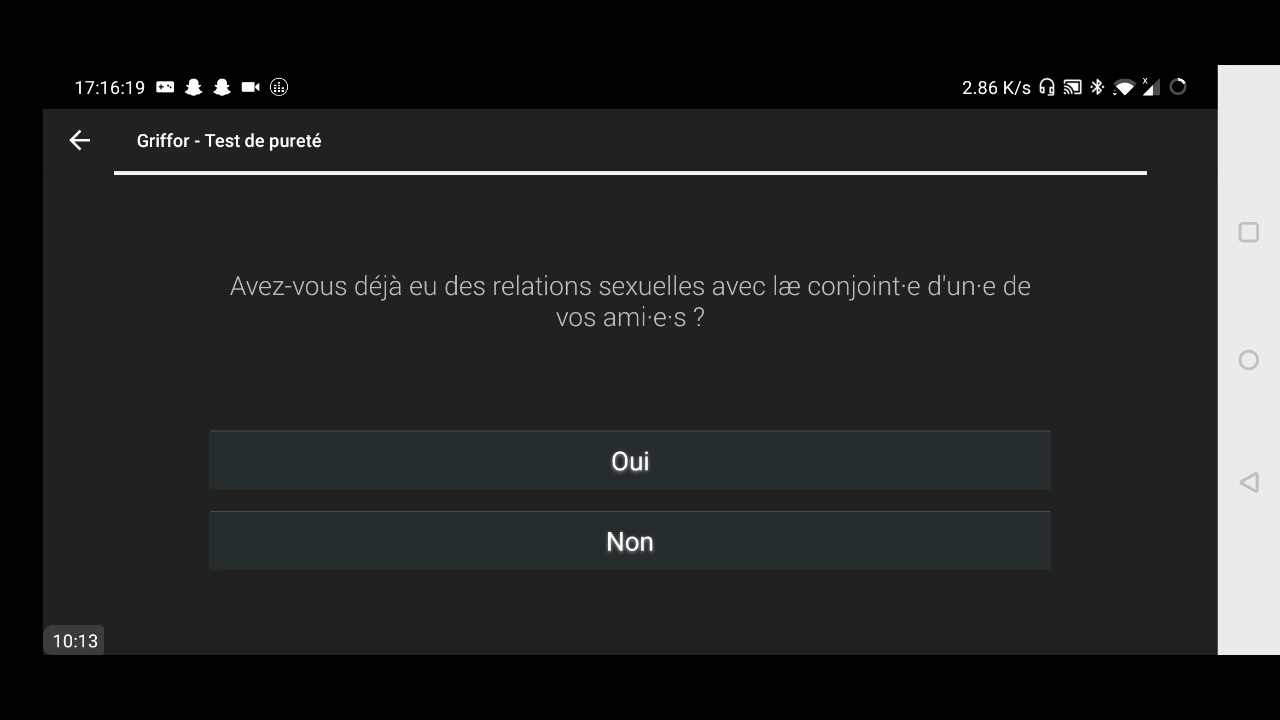 17:16:19
2.86 K/s
x
Griffor - Test de pureté
Avez-vous déjà eu des relations sexuelles avec læ conjoint·e d'un·e de
vos ami·e·s ?
Oui
Non
10:13